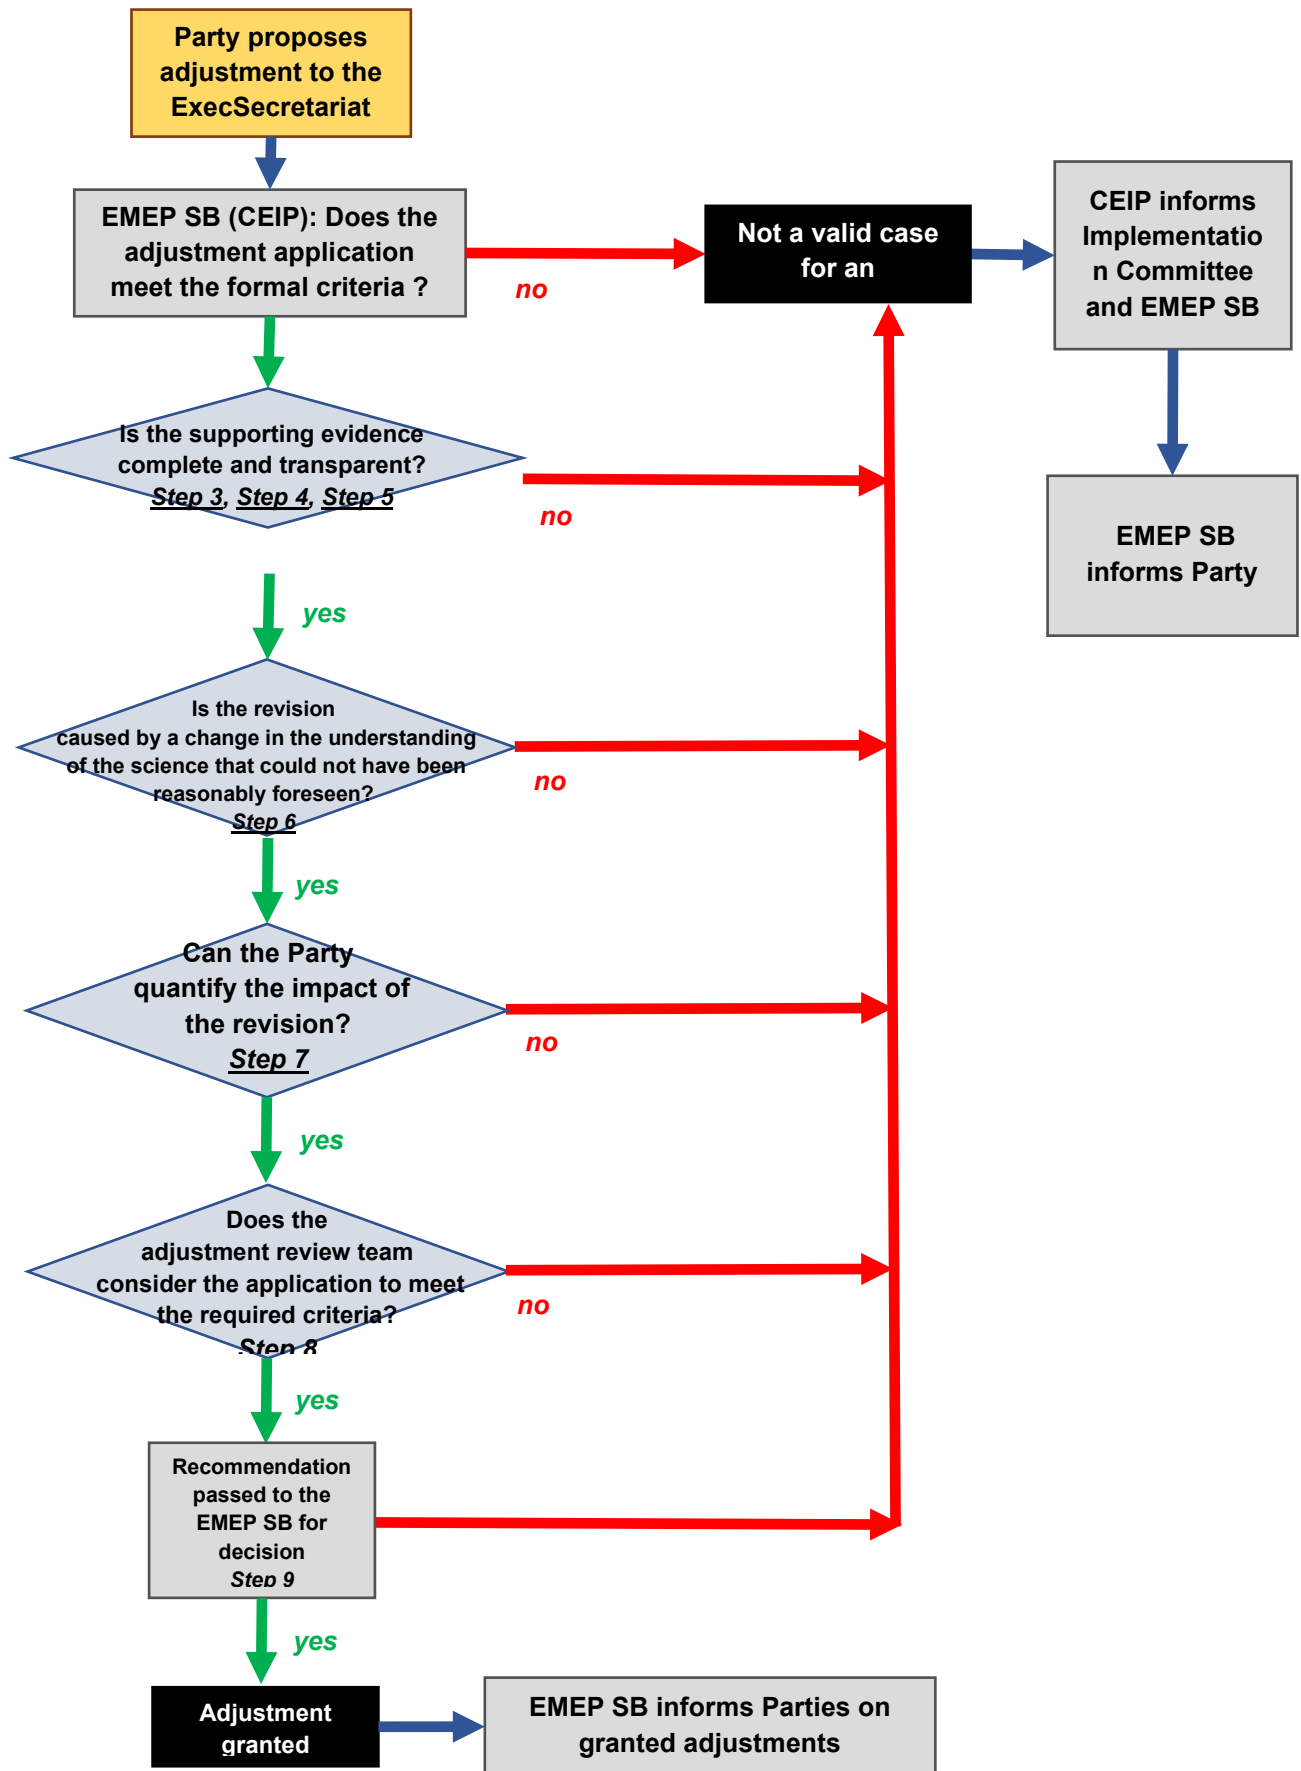 Party proposes
adjustment to the
ExecSecretariat
EMEP SB (CEIP): Does the
adjustment application
meet the formal criteria ?
no
Not a valid case
for an
CEIP informs
Implementatio
n Committee
and EMEP SB
yes
Is the supporting evidence
complete and transparent?
Step 3, Step 4, Step 5
no
EMEP SB
informs Party
yes
Is the revision
caused by a change in the understanding
of the science that could not have been
reasonably foreseen?
Step 6
no
yes
Can the Party
quantify the impact of
the revision?
Step 7
no
yes
Does the
adjustment review team
consider the application to meet
the required criteria?
Step 8
no
yes
Recommendation
passed to the
EMEP SB for
decision
Step 9
yes
Adjustment
granted
EMEP SB informs Parties on
granted adjustments